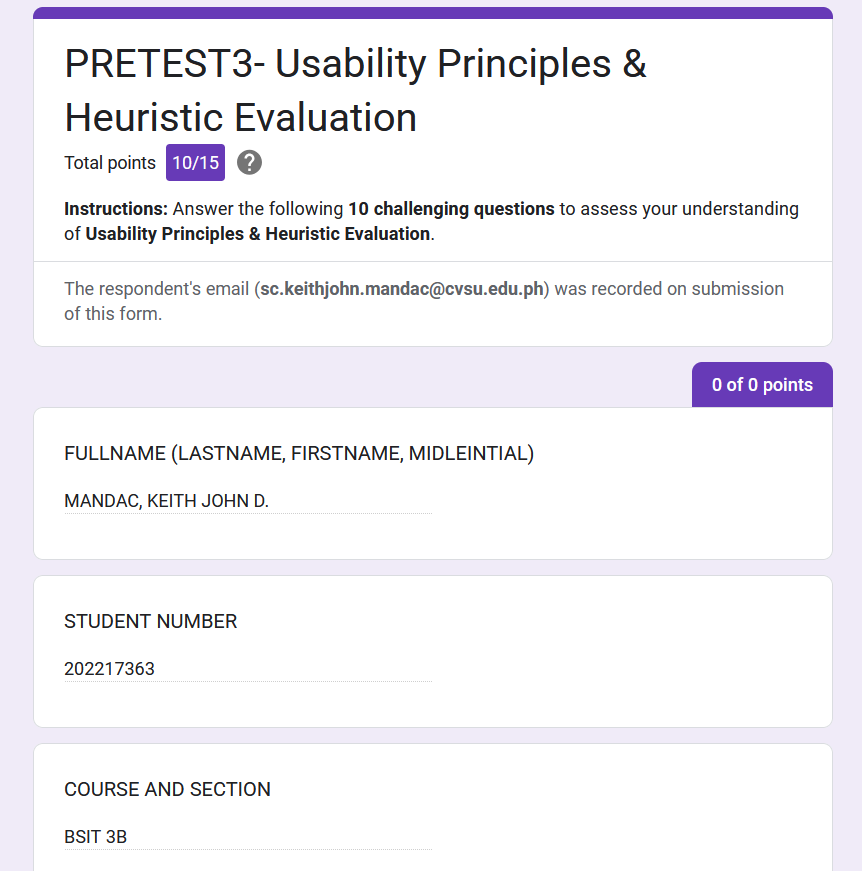 PRETEST3- Usability Principles &
Heuristic Evaluation
Total points 10/15 ?
Instructions: Answer the following 10 challenging questions to assess your understanding
of Usability Principles & Heuristic Evaluation.
The respondent's email (sc.keithjohn.mandac@cvsu.edu.ph) was recorded on submission
of this form.
0 of 0 points
FULLNAME (LASTNAME, FIRSTNAME, MIDLEINTIAL)
MANDAC, KEITH JOHN D.
STUDENT NUMBER
202217363
COURSE AND SECTION
BSIT 3B